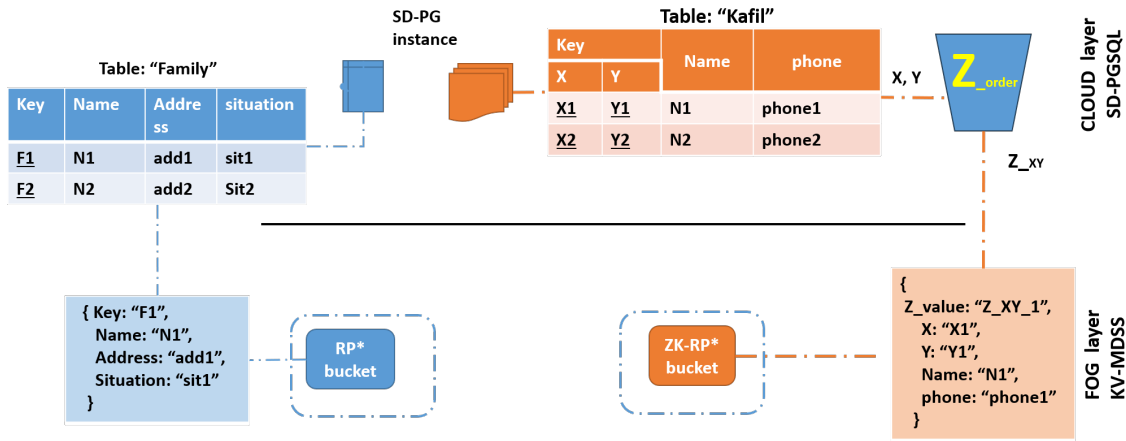 SD-PG
instance
Table: “Kafil”
Table: “Family”
Key Name Addre situation
ss
F1 N1 add1 sit1
F2 N2 add2 Sit2
Key Name phone
X Y
X1 Y1 N1 phone1
X2 Y2 N2 phone2
X, Y
Z_order
Z_XY
CLOUD layer
SD-PGSQL
{ Key: “F1”,
Name: “N1”,
Address: “add1”,
Situation: “sit1”
}
RP*
bucket
ZK-RP*
bucket
{
Z_value: “Z_XY_1”,
X: “X1”,
Y: “Y1”,
Name: “N1”,
phone: “phone1”
}
FOG layer
KV-MDSS